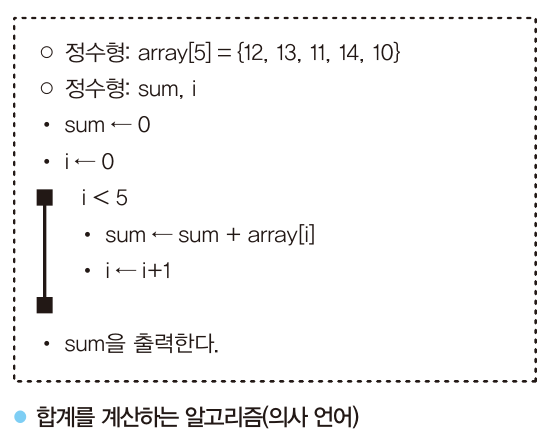 ○ 정수형: array[5] = {12, 13, 11, 14, 10}
○ 정수형: sum, i
• sum ← 0
• i ← 0
i < 5
• sum ← sum + array[i]
• i ← i+1
• sum을 출력한다.
● 합계를 계산하는 알고리즘(의사 언어)